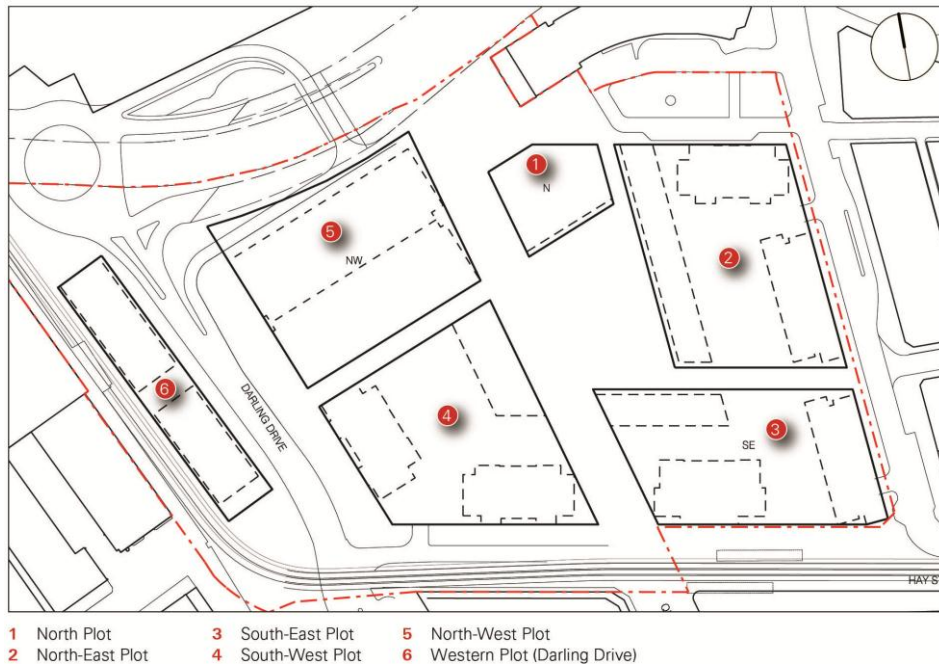 1
N
5
NW
2
6
DARLING DRIVE
4
3
SE
HAY S
1 North Plot
2 North-East Plot
3 South-East Plot
4 South-West Plot
5 North-West Plot
6 Western Plot (Darling Drive)